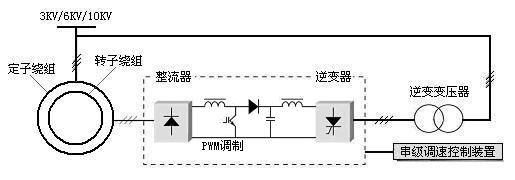 3KV/6KV/10KV
定子绕组
转子绕组
整流器
逆变器
PWM调制
逆变变压器
串级调速控制装置